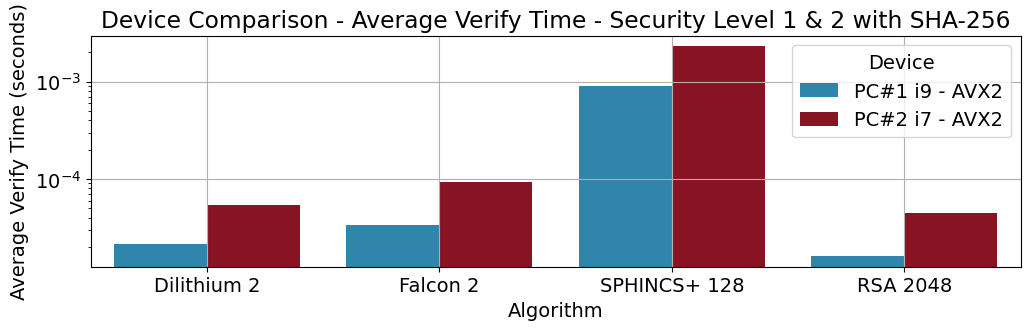 Device Comparison - Average Verify Time - Security Level 1 & 2 with SHA-256
Average Verify Time (seconds)
10⁻³
10⁻⁴
Device
PC#1 i9 - AVX2
PC#2 i7 - AVX2
Dilithium 2
Falcon 2
SPHINCS+ 128
RSA 2048
Algorithm